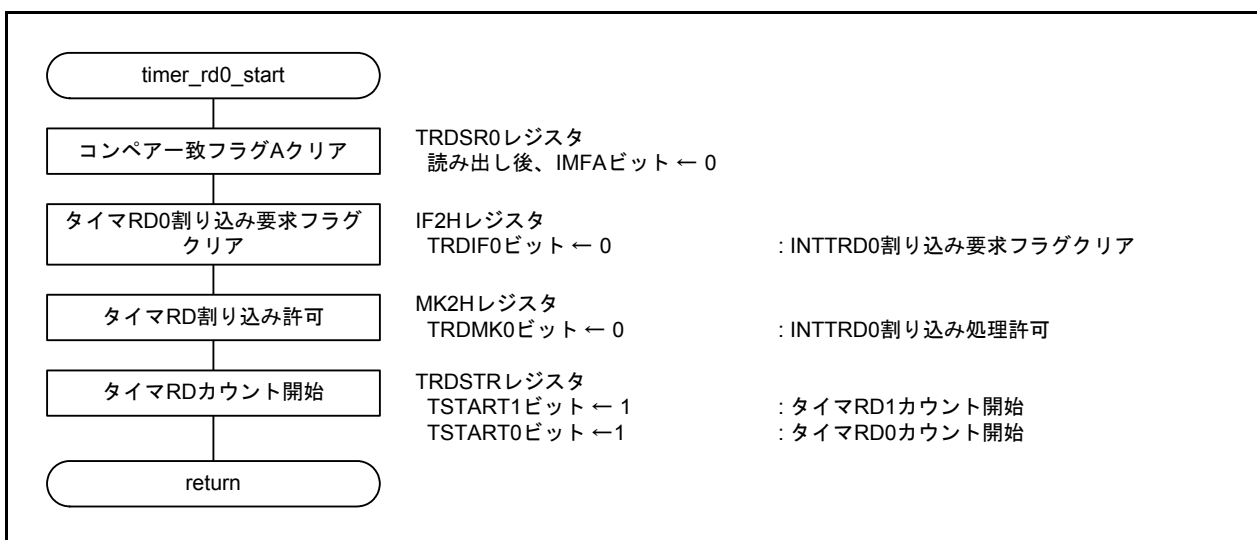 timer_rd0_start
コンペア一致フラグAクリア
TRDSR0レジスタ
読み出し後、IMFAビット ← 0
タイマRD0割り込み要求フラグ
クリア
IF2Hレジスタ
TRDIF0ビット ← 0 : INTTRD0割り込み要求フラグクリア
タイマRD割り込み許可
MK2Hレジスタ
TRDMK0ビット ← 0 : INTTRD0割り込み処理許可
タイマRDカウント開始
TRDSTRレジスタ
TSTART1ビット ← 1 : タイマRD1カウント開始
TSTART0ビット ←1 : タイマRD0カウント開始
return